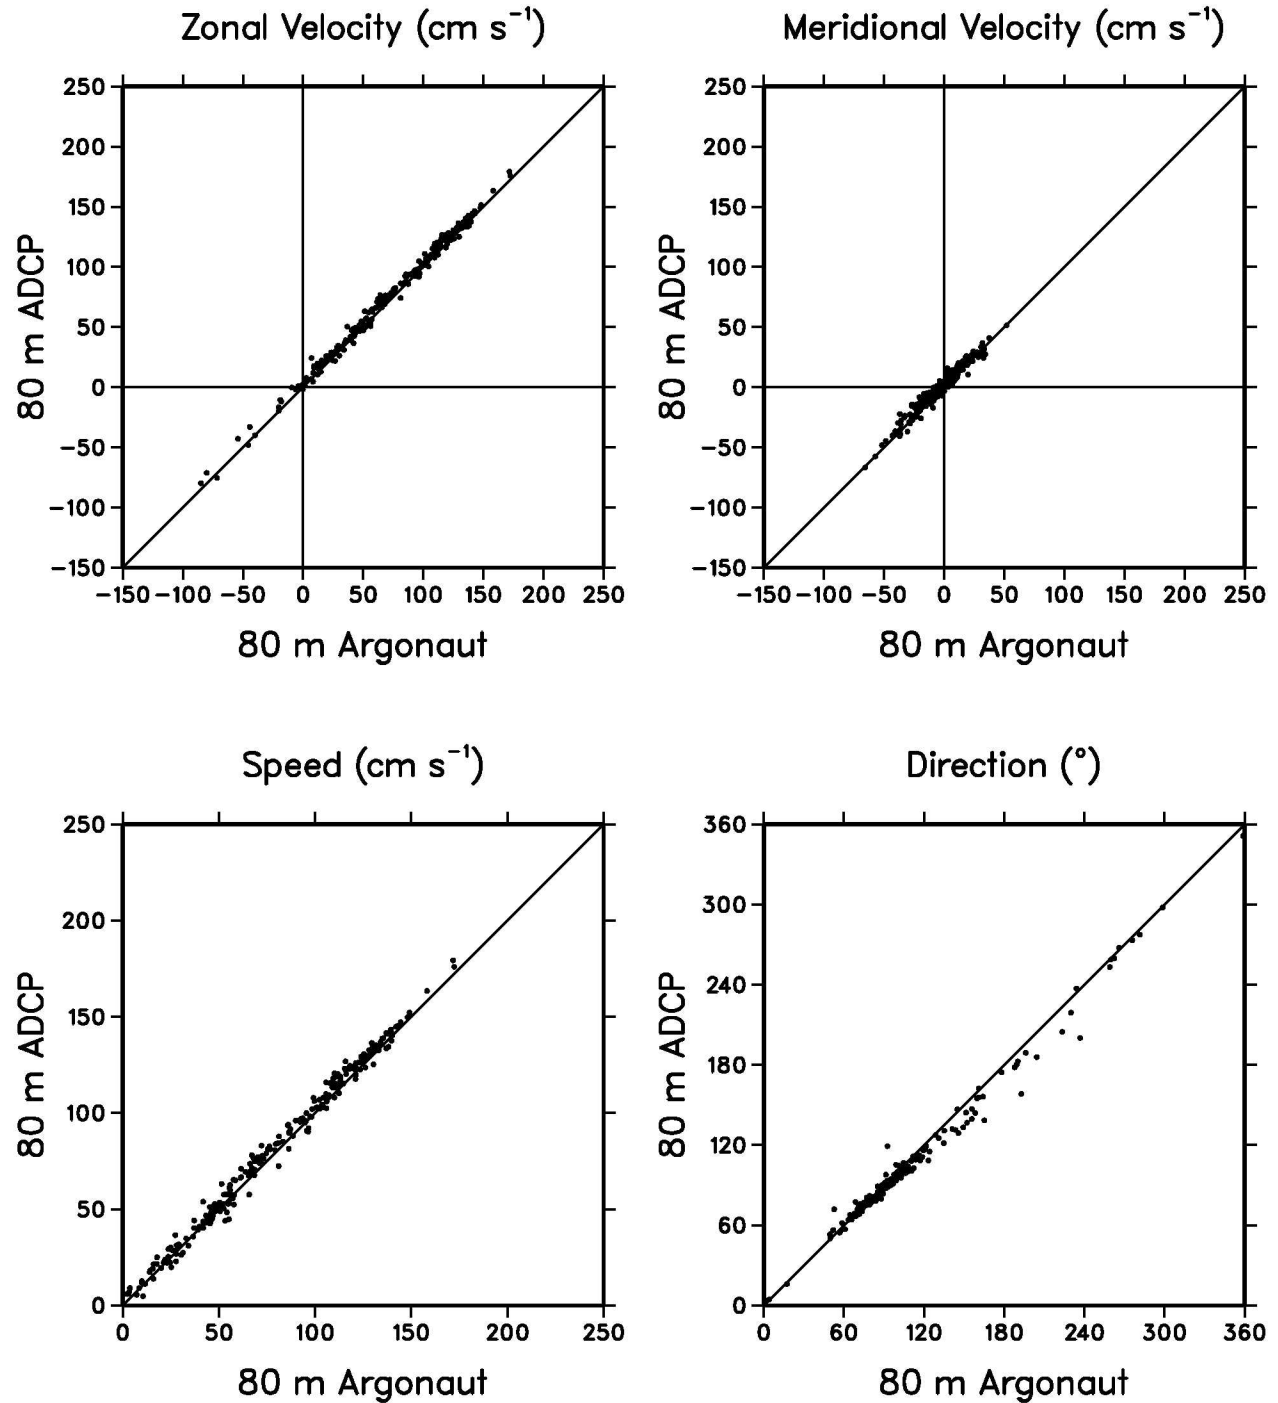 Zonal Velocity (cm s⁻¹)
250
200
150
100
50
0
−50
−100
−150
80 m ADCP
−150 −100 −50 0 50 100 150 200 250
80 m Argonaut
Meridional Velocity (cm s⁻¹)
250
200
150
100
50
0
−50
−100
−150
80 m ADCP
−150 −100 −50 0 50 100 150 200 250
80 m Argonaut
Speed (cm s⁻¹)
250
200
150
100
50
0
80 m ADCP
0 50 100 150 200 250
80 m Argonaut
Direction (°)
360
300
240
180
120
60
0
80 m ADCP
0 60 120 180 240 300 360
80 m Argonaut